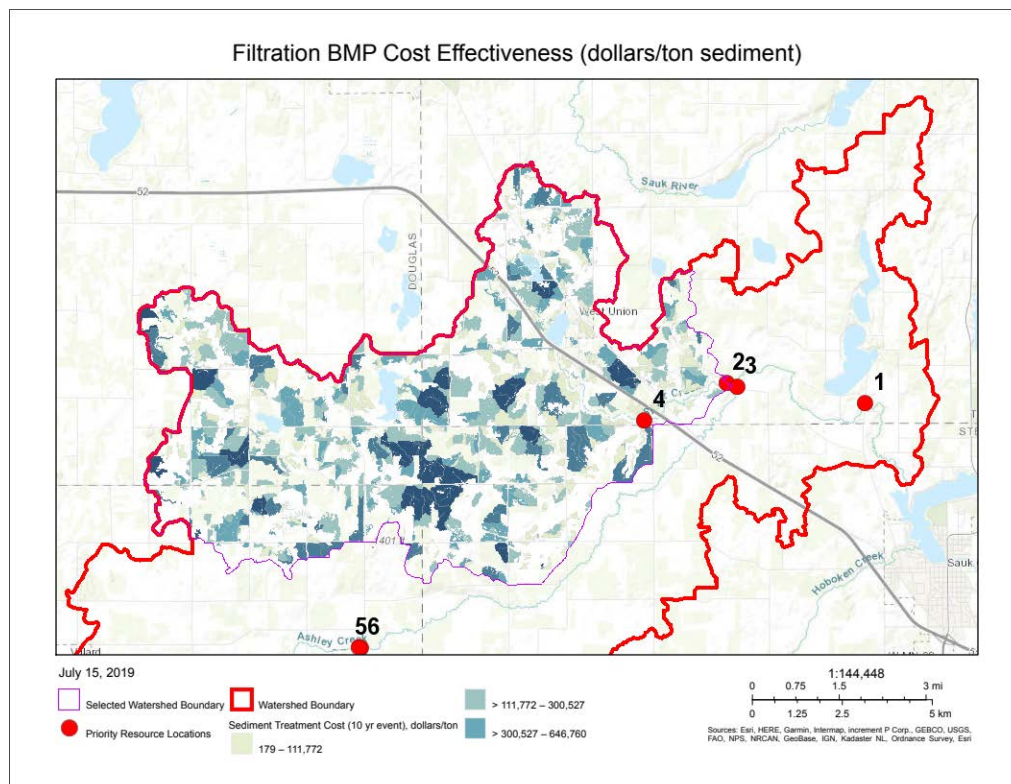 Filtration BMP Cost Effectiveness (dollars/ton sediment)
Sauk River
52
DOUGLAS
West Union
23
1
4
52
Hoboken Creek
Sauk
401
56
Ashley Creek
Villard
July 15, 2019
1:144,448
Selected Watershed Boundary
Watershed Boundary
> 111,772 – 300,527
Priority Resource Locations
Sediment Treatment Cost (10 yr event), dollars/ton
> 300,527 – 646,760
179 – 111,772
0 0.75 1.5 3 mi
0 1.25 2.5 5 km
Sources: Esri, HERE, Garmin, Intermap, increment P Corp., GEBCO, USGS,
FAO, NPS, NRCAN, GeoBase, IGN, Kadaster NL, Ordnance Survey, Esri